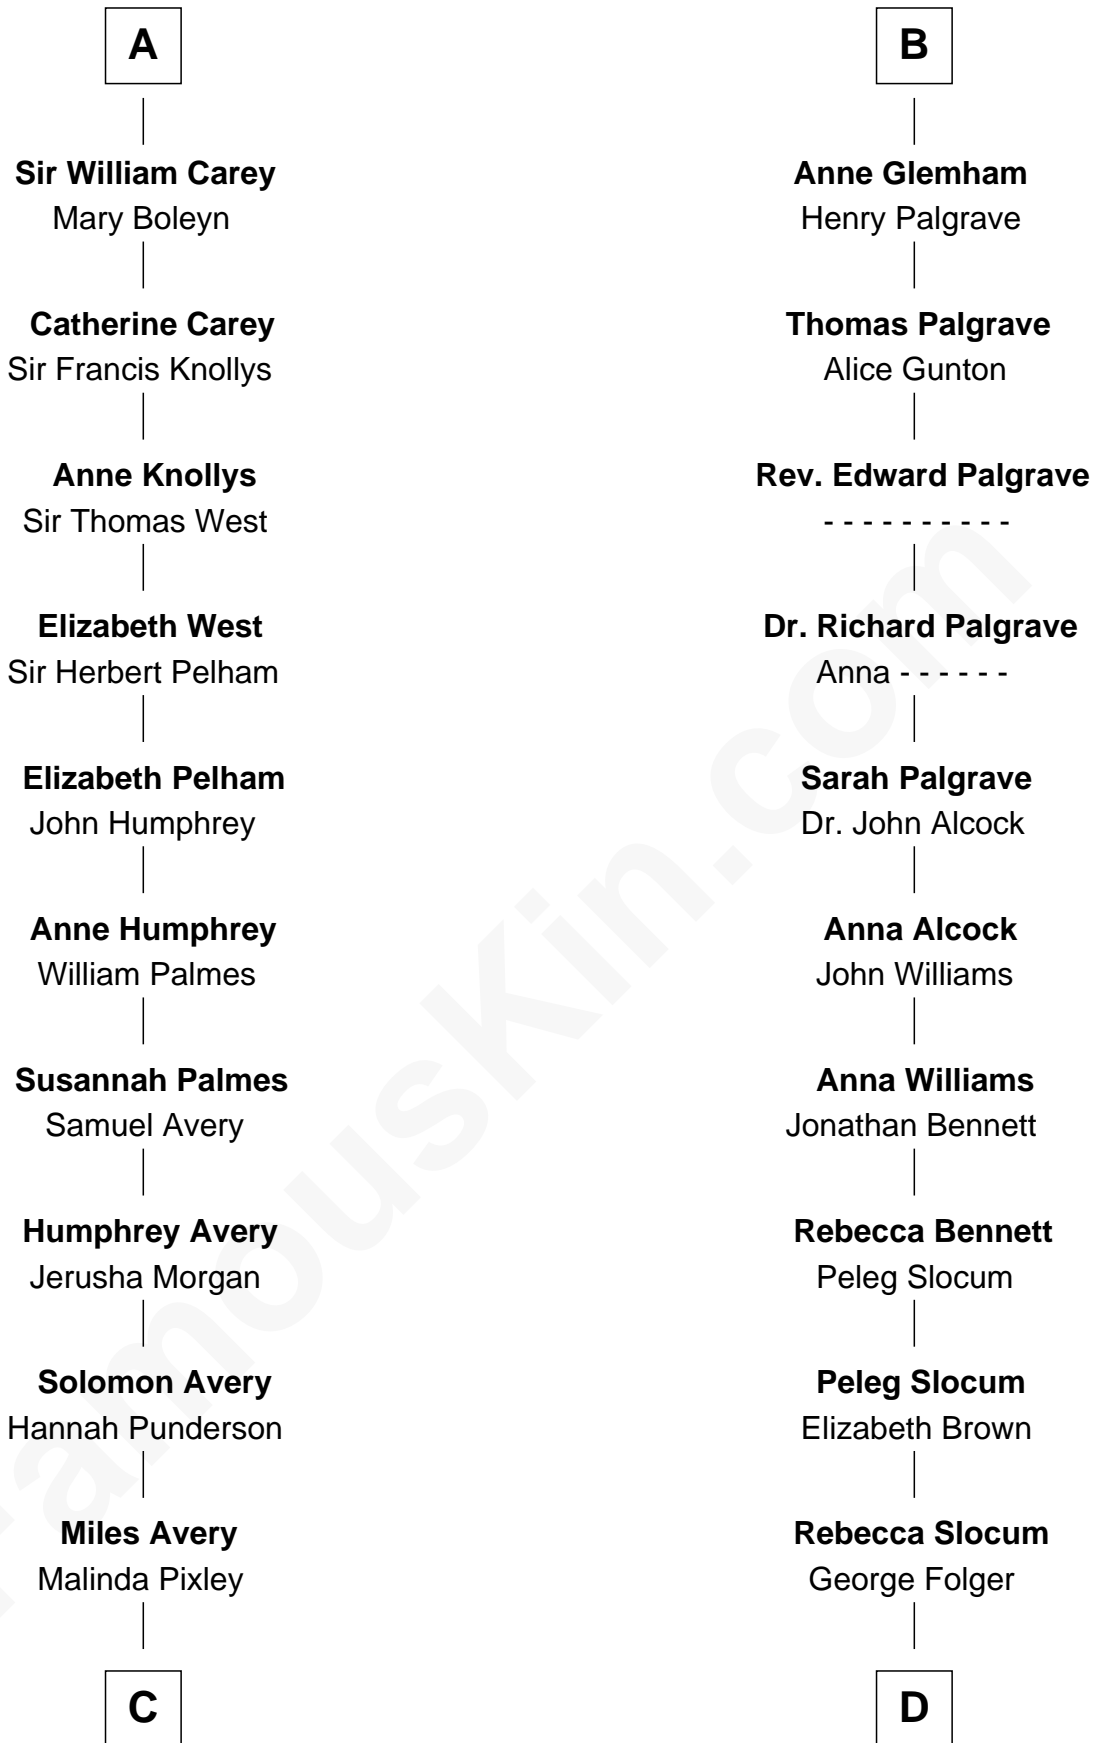 A
Sir William Carey
Mary Boleyn
Catherine Carey
Sir Francis Knollys
Anne Knollys
Sir Thomas West
Elizabeth West
Sir Herbert Pelham
Elizabeth Pelham
John Humphrey
Anne Humphrey
William Palmes
Susannah Palmes
Samuel Avery
Humphrey Avery
Jerusha Morgan
Solomon Avery
Hannah Punderson
Miles Avery
Malinda Pixley
C
B
Anne Glemham
Henry Palgrave
Thomas Palgrave
Alice Gunton
Rev. Edward Palgrave
- - - - - - - - - -
Dr. Richard Palgrave
Anna - - - - - -
Sarah Palgrave
Dr. John Alcock
Anna Alcock
John Williams
Anna Williams
Jonathan Bennett
Rebecca Bennett
Peleg Slocum
Peleg Slocum
Elizabeth Brown
Rebecca Slocum
George Folger
D
FamousKin.com